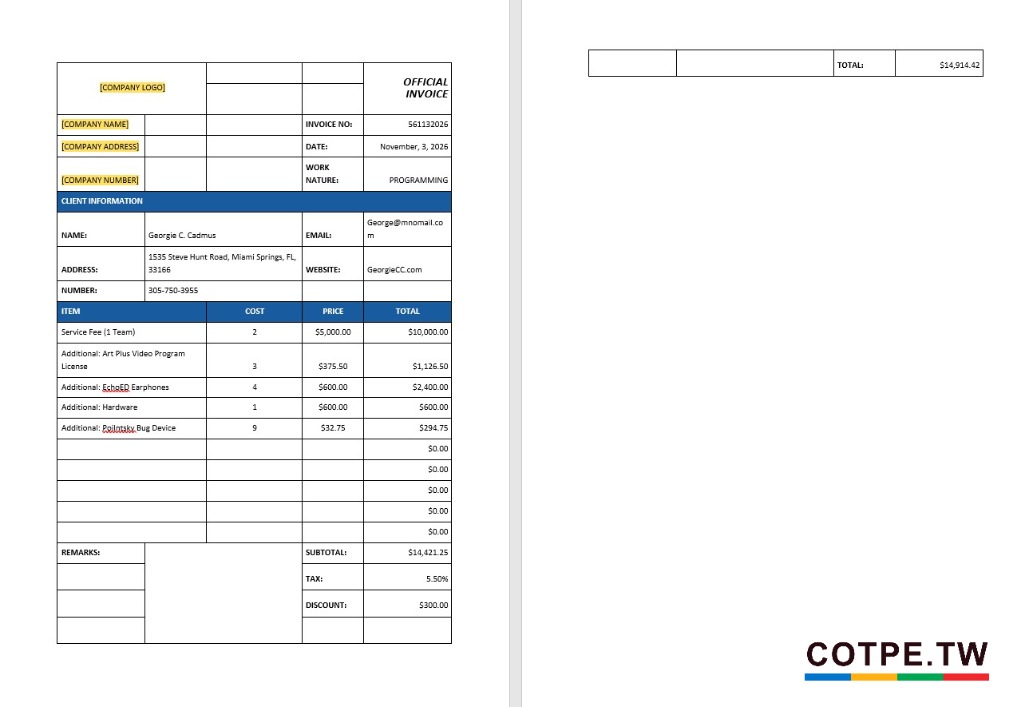 [COMPANY LOGO]
OFFICIAL
INVOICE
[COMPANY NAME]
INVOICE NO:
561132026
[COMPANY ADDRESS]
DATE:
November, 3, 2026
[COMPANY NUMBER]
WORK
NATURE:
PROGRAMMING
CLIENT INFORMATION
NAME:
Georgie C. Cadmus
EMAIL:
George@mnomail.co
m
ADDRESS:
1535 Steve Hunt Road, Miami Springs, FL,
33166
WEBSITE:
GeorgieCC.com
NUMBER:
305-750-3955
ITEM COST PRICE TOTAL
Service Fee (1 Team) 2 $5,000.00 $10,000.00
Additional: Art Plus Video Program
License 3 $375.50 $1,126.50
Additional: EchoED Earphones 4 $600.00 $2,400.00
Additional: Hardware 1 $600.00 $600.00
Additional: Poilntsky Bug Device 9 $32.75 $294.75
$0.00
$0.00
$0.00
$0.00
$0.00
REMARKS:
SUBTOTAL: $14,421.25
TAX: 5.50%
DISCOUNT: $300.00
TOTAL: $14,914.42
COTPE.TW